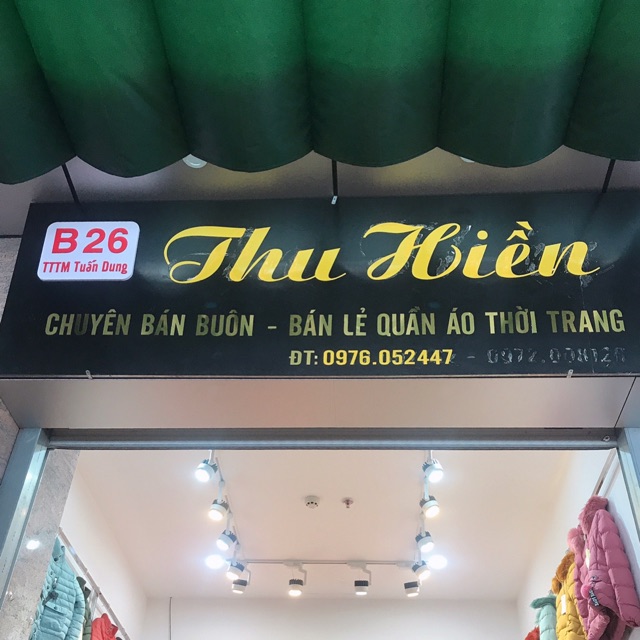 B26
TTTM Tuấn Dung
Thu Hiền
CHUYÊN BÁN BUÔN - BÁN LẺ QUẦN ÁO THỜI TRANG
ĐT: 0976.052447 -